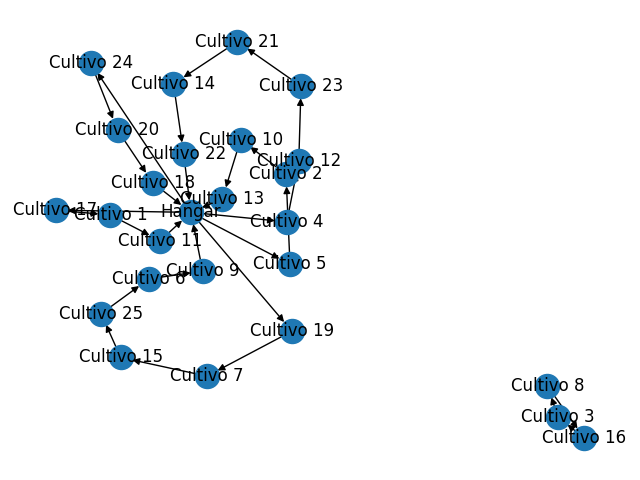 Cultivo 21
Cultivo 24
Cultivo 14
Cultivo 23
Cultivo 20
Cultivo 10
Cultivo 22
Cultivo 12
Cultivo 2
Cultivo 18
Cultivo 13
Cultivo 17
Cultivo 1
Hangar
Cultivo 4
Cultivo 11
Cultivo 5
Cultivo 9
Cultivo 6
Cultivo 25
Cultivo 19
Cultivo 15
Cultivo 7
Cultivo 8
Cultivo 3
Cultivo 16